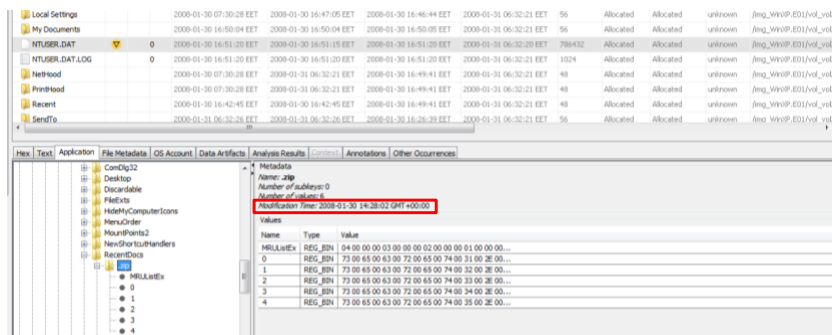 Local Settings 2008-01-30 07:30:28 EET 2008-01-30 16:47:05 EET 2008-01-30 16:46:44 EET 2008-01-31 06:32:21 EET 56 Allocated Allocated unknown /img_WinXP.E01/vol_vol
My Documents 2008-01-30 16:50:04 EET 2008-01-30 16:50:04 EET 2008-01-30 16:50:05 EET 2008-01-31 06:32:21 EET 56 Allocated Allocated unknown /img_WinXP.E01/vol_vol
NTUSER.DAT 0 2008-01-30 16:51:20 EET 2008-01-30 16:51:15 EET 2008-01-30 16:51:20 EET 2008-01-31 06:32:20 EET 786432 Allocated Allocated unknown /img_WinXP.E01/vol_vol
NTUSER.DAT.LOG 0 2008-01-30 16:51:20 EET 2008-01-30 16:51:20 EET 2008-01-30 16:51:20 EET 2008-01-31 06:32:21 EET 1024 Allocated Allocated unknown /img_WinXP.E01/vol_vol
NetHood 2008-01-30 07:30:28 EET 2008-01-31 06:32:21 EET 2008-01-30 16:49:41 EET 2008-01-31 06:32:21 EET 48 Allocated Allocated unknown /img_WinXP.E01/vol_vol
PrintHood 2008-01-30 07:30:28 EET 2008-01-31 06:32:21 EET 2008-01-30 16:49:41 EET 2008-01-31 06:32:21 EET 48 Allocated Allocated unknown /img_WinXP.E01/vol_vol
Recent 2008-01-30 16:42:45 EET 2008-01-30 16:42:45 EET 2008-01-30 16:49:41 EET 2008-01-31 06:32:21 EET 48 Allocated Allocated unknown /img_WinXP.E01/vol_vol
SendTo 2008-01-31 06:32:26 EET 2008-01-31 06:32:26 EET 2008-01-30 16:26:39 EET 2008-01-31 06:32:21 EET 56 Allocated Allocated unknown /img_WinXP.E01/vol_vol
Hex Text Application File Metadata OS Account Data Artifacts Analysis Results Context Annotations Other Occurrences
ComDlg32
Desktop
Discardable
FileExts
HideMyComputerIcons
MenuOrder
MountPoints2
NewShortcutHandlers
RecentDocs
.zip
MRUListEx
0
1
2
3
4
Metadata
Name: .zip
Number of subkeys: 0
Number of values: 6
Modification Time: 2008-01-30 14:28:02 GMT+00:00
Values
Name Type Value
MRUListEx REG_BIN 04 00 00 00 03 00 00 00 02 00 00 00 01 00 00 00...
0 REG_BIN 73 00 65 00 63 00 72 00 65 00 74 00 31 00 2E 00...
1 REG_BIN 73 00 65 00 63 00 72 00 65 00 74 00 32 00 2E 00...
2 REG_BIN 73 00 65 00 63 00 72 00 65 00 74 00 33 00 2E 00...
3 REG_BIN 73 00 65 00 63 00 72 00 65 00 74 00 34 00 2E 00...
4 REG_BIN 73 00 65 00 63 00 72 00 65 00 74 00 35 00 2E 00...